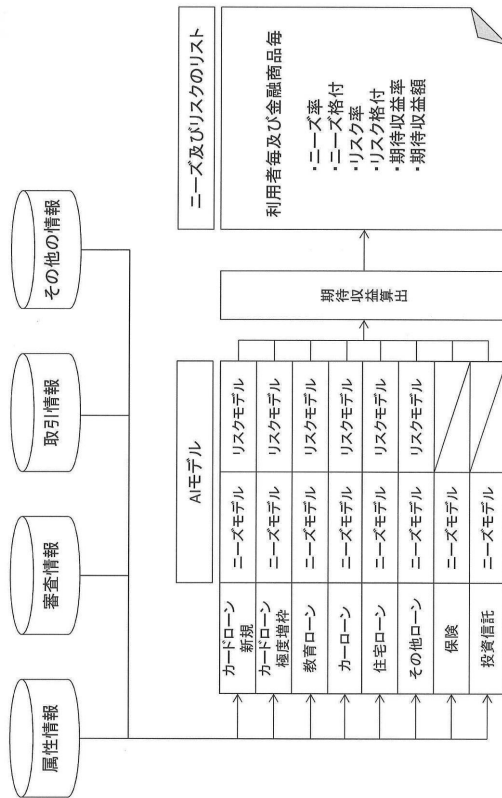 属性情報
審査情報
取引情報
その他の情報
AIモデル
カードローン
新規
ニーズモデル
リスクモデル
カードローン
極度増枠
ニーズモデル
リスクモデル
教育ローン
ニーズモデル
リスクモデル
カーローン
ニーズモデル
リスクモデル
住宅ローン
ニーズモデル
リスクモデル
その他ローン
ニーズモデル
リスクモデル
保険
ニーズモデル
投資信託
ニーズモデル
期待収益
算出
ニーズ及びリスクのリスト
利用者毎及び金融商品毎
・ニーズ率
・ニーズ格付
・リスク率
・リスク格付
・期待収益率
・期待収益額